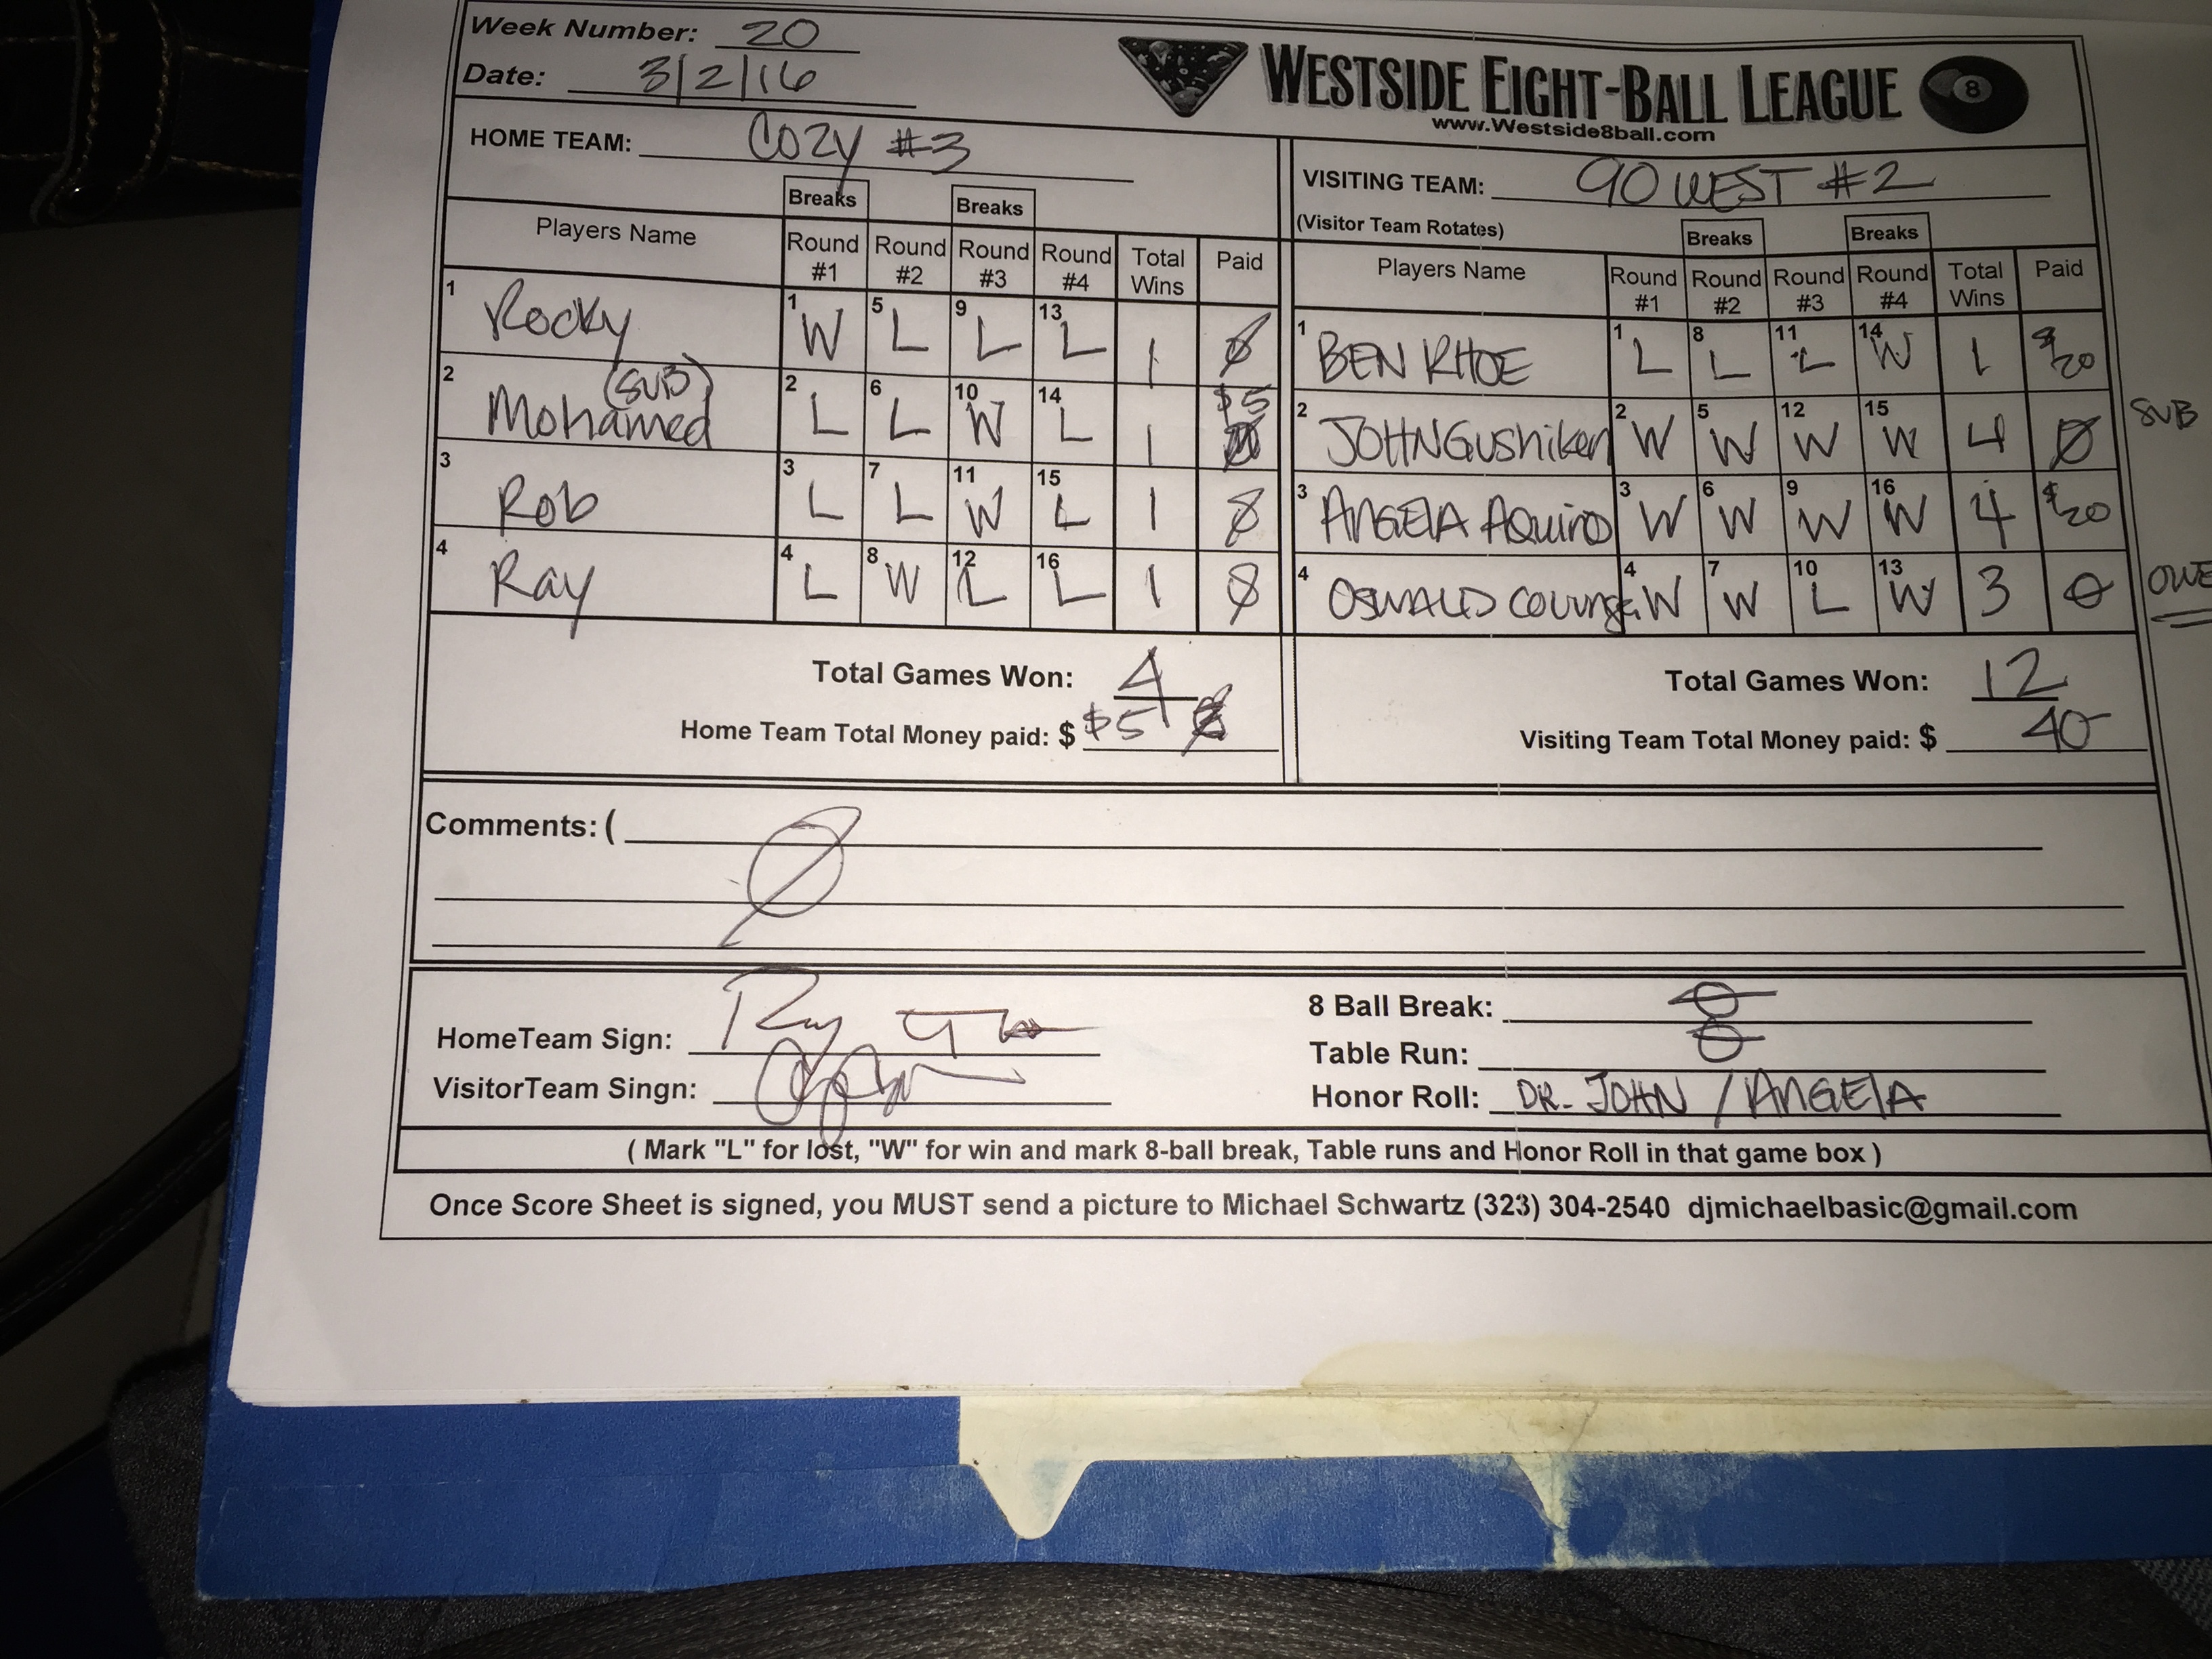 Week Number: 20
Date: 3/2/16
WESTSIDE EIGHT-BALL LEAGUE 8
www.Westside8ball.com
HOME TEAM: COZY #3
VISITING TEAM: 90 WEST #2
(Visitor Team Rotates)
Breaks Breaks
Breaks Breaks
Players Name Round #1 Round #2 Round #3 Round #4 Total Wins Paid
Players Name Round #1 Round #2 Round #3 Round #4 Total Wins Paid
1 Rocky 1 W 5 L 9 L 13 L 1 Ø
1 BEN RHOE 1 L 8 L 11 L 14 W 1 $20
2 Mohamed (SUB) 2 L 6 L 10 W 14 L 1 $5
2 JOHN Gushiken 2 W 5 W 12 W 15 W 4 Ø SUB
3 Rob 3 L 7 L 11 W 15 L 1 Ø
3 ANGELA AQuino 3 W 6 W 9 W 16 W 4 $20
4 Ray 4 L 8 W 12 L 16 L 1 Ø
4 OSWALD 4 W 7 W 10 L 13 W 3 Ø OWE
Total Games Won: 4
Total Games Won: 12
Home Team Total Money paid: $ $5
Visiting Team Total Money paid: $ 40
Comments: ( Ø
HomeTeam Sign: Ray
VisitorTeam Singn:
8 Ball Break: Ø
Table Run: Ø
Honor Roll: DR. JOHN / ANGELA
( Mark "L" for lost, "W" for win and mark 8-ball break, Table runs and Honor Roll in that game box )
Once Score Sheet is signed, you MUST send a picture to Michael Schwartz (323) 304-2540 djmichaelbasic@gmail.com